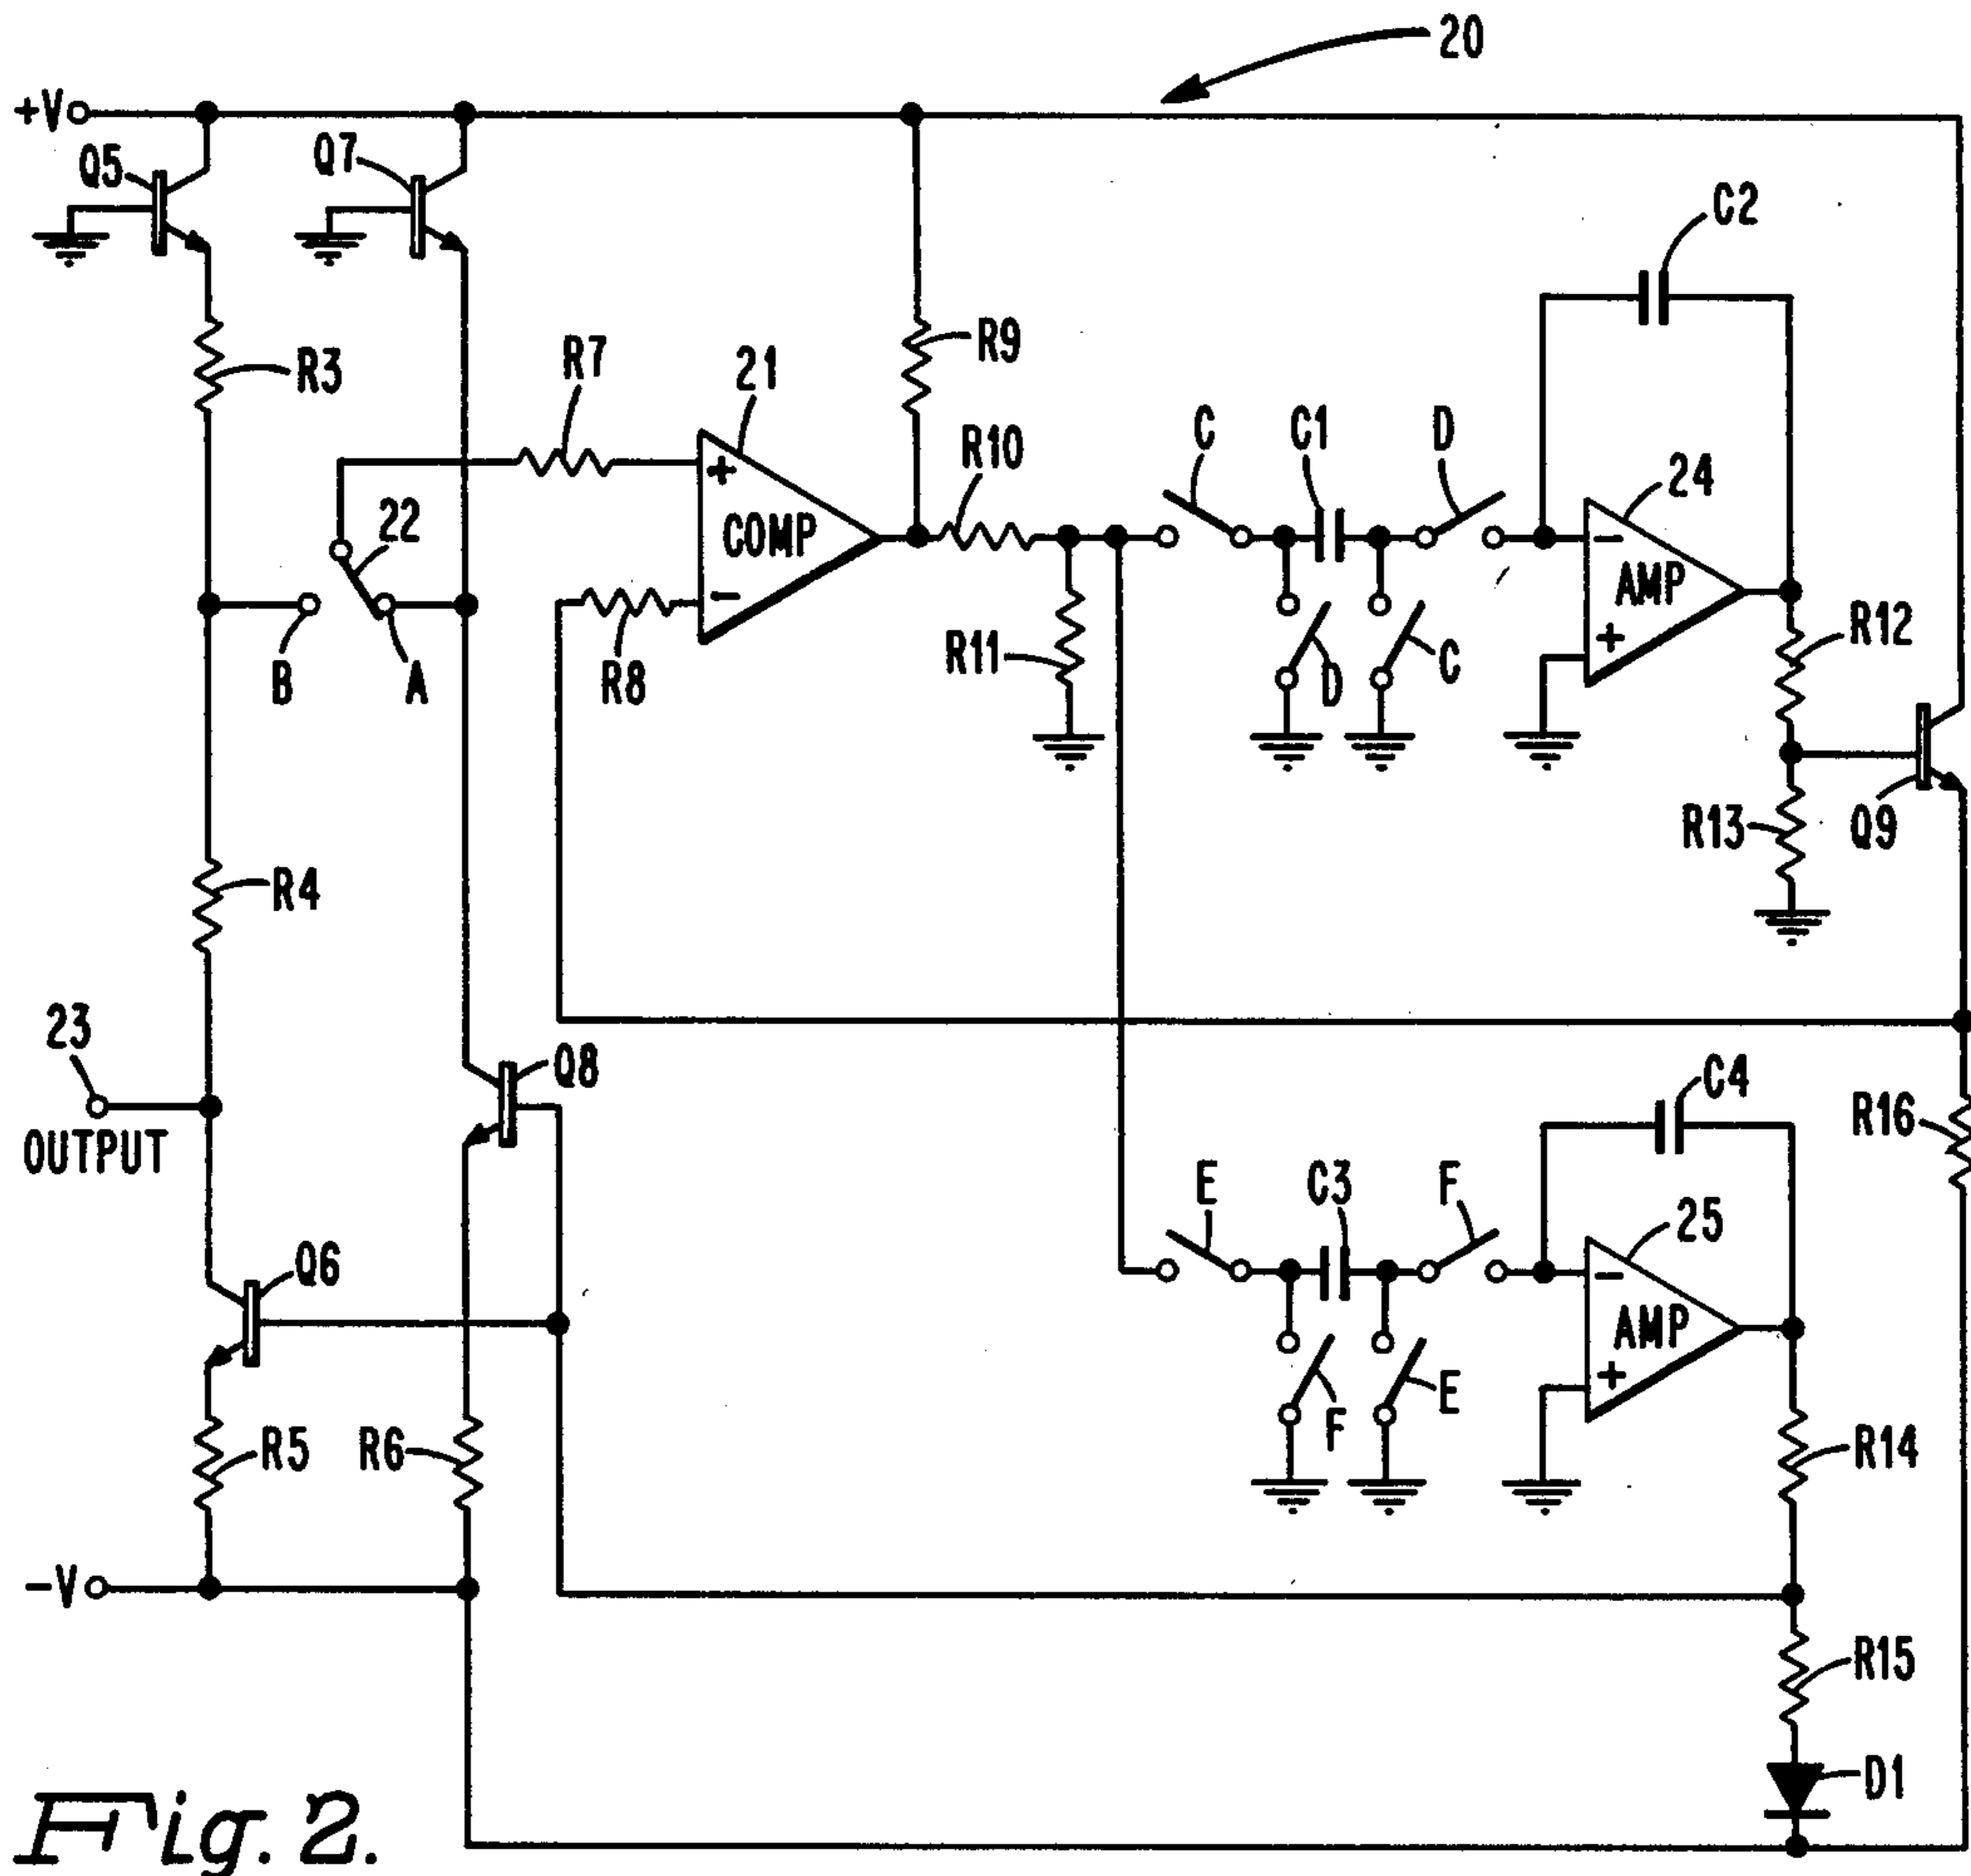 20
+V
Q5
Q7
C2
R3
R7
21
R9
R10
C
C1
D
24
22
+
COMP
-
-
AMP
+
R12
B
A
R8
R11
D
C
R13
Q9
R4
23
OUTPUT
Q8
C4
R16
E
C3
F
25
Q6
-
AMP
+
R5
R6
F
E
R14
-V
R15
D1
Fig. 2.